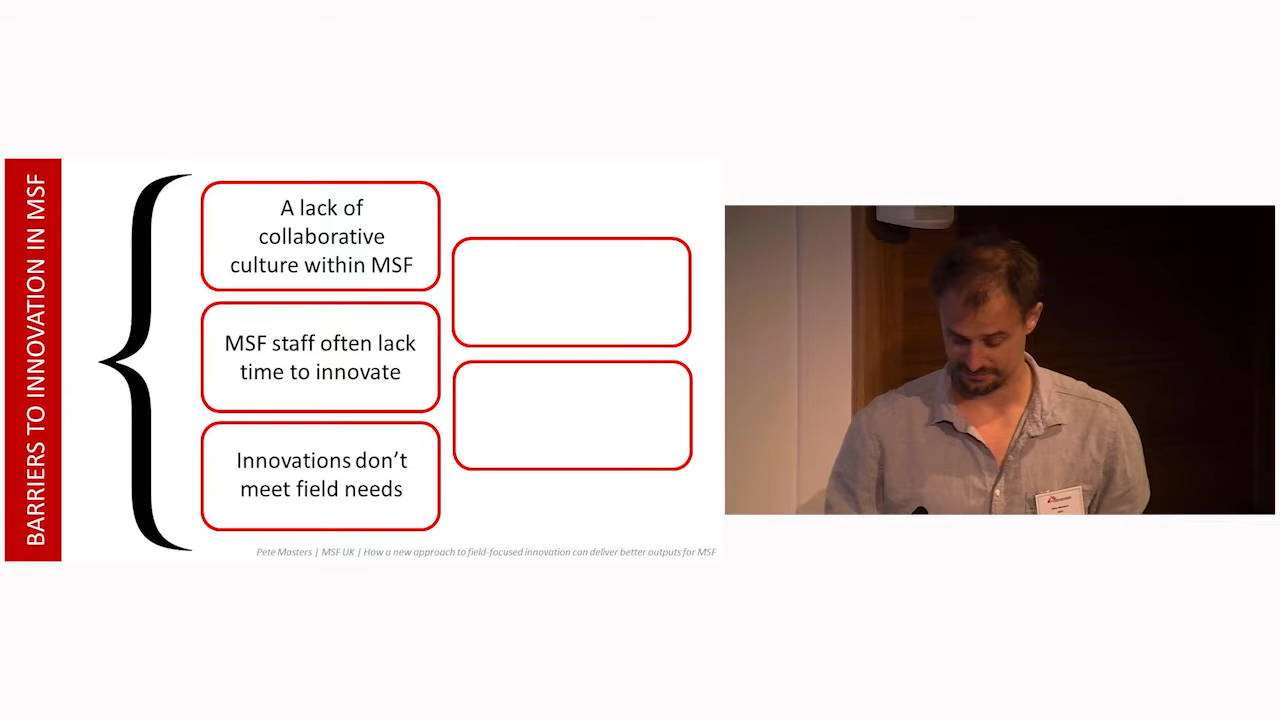 BARRIERS TO INNOVATION IN MSF
A lack of
collaborative
culture within MSF
MSF staff often lack
time to innovate
Innovations don’t
meet field needs
Pete Masters | MSF UK | How a new approach to field-focused innovation can deliver better outputs for MSF